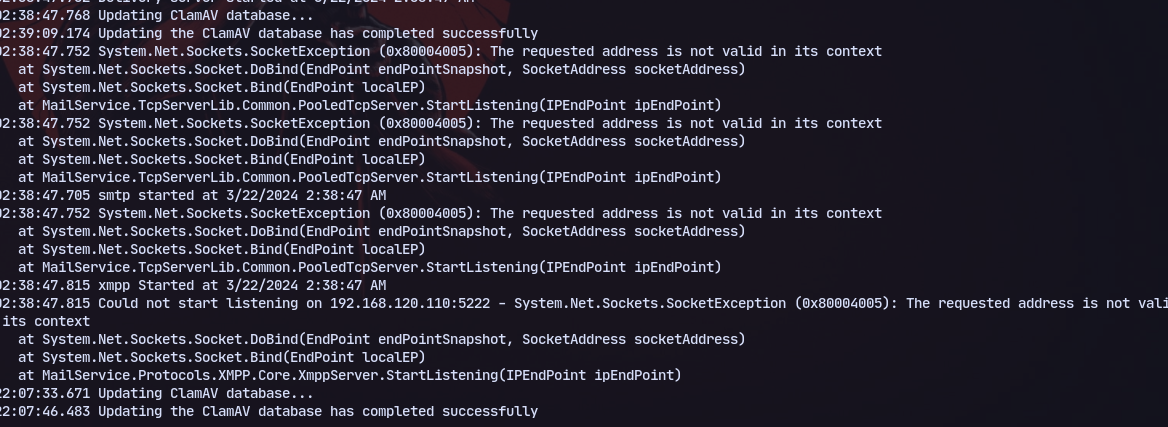 02:38:47.768 Updating ClamAV database...
02:39:09.174 Updating the ClamAV database has completed successfully
02:38:47.752 System.Net.Sockets.SocketException (0x80004005): The requested address is not valid in its context
   at System.Net.Sockets.Socket.DoBind(EndPoint endPointSnapshot, SocketAddress socketAddress)
   at System.Net.Sockets.Socket.Bind(EndPoint localEP)
   at MailService.TcpServerLib.Common.PooledTcpServer.StartListening(IPEndPoint ipEndPoint)
02:38:47.752 System.Net.Sockets.SocketException (0x80004005): The requested address is not valid in its context
   at System.Net.Sockets.Socket.DoBind(EndPoint endPointSnapshot, SocketAddress socketAddress)
   at System.Net.Sockets.Socket.Bind(EndPoint localEP)
   at MailService.TcpServerLib.Common.PooledTcpServer.StartListening(IPEndPoint ipEndPoint)
02:38:47.705 smtp started at 3/22/2024 2:38:47 AM
02:38:47.752 System.Net.Sockets.SocketException (0x80004005): The requested address is not valid in its context
   at System.Net.Sockets.Socket.DoBind(EndPoint endPointSnapshot, SocketAddress socketAddress)
   at System.Net.Sockets.Socket.Bind(EndPoint localEP)
   at MailService.TcpServerLib.Common.PooledTcpServer.StartListening(IPEndPoint ipEndPoint)
02:38:47.815 xmpp Started at 3/22/2024 2:38:47 AM
02:38:47.815 Could not start listening on 192.168.120.110:5222 - System.Net.Sockets.SocketException (0x80004005): The requested address is not vali
its context
   at System.Net.Sockets.Socket.DoBind(EndPoint endPointSnapshot, SocketAddress socketAddress)
   at System.Net.Sockets.Socket.Bind(EndPoint localEP)
   at MailService.Protocols.XMPP.Core.XmppServer.StartListening(IPEndPoint ipEndPoint)
22:07:33.671 Updating ClamAV database...
22:07:46.483 Updating the ClamAV database has completed successfully